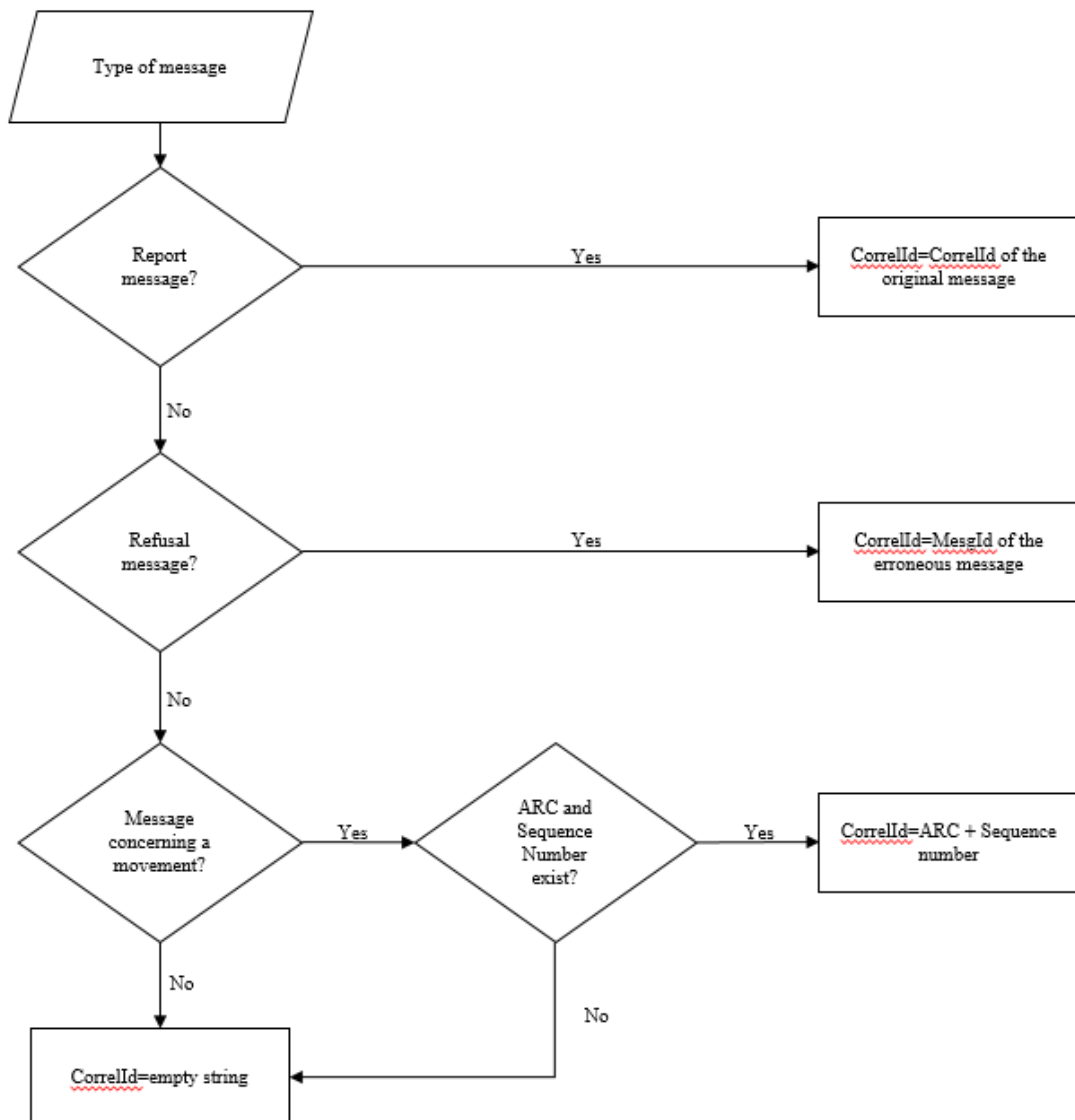 Type of message
Report
message?
Yes
CorrelId=CorrelId of the
original message
No
Refusal
message?
Yes
CorrelId=MesgId of the
erroneous message
No
Message
concerning a
movement?
Yes
ARC and
Sequence
Number
exist?
Yes
CorrelId=ARC + Sequence
number
No
No
CorrelId=empty string